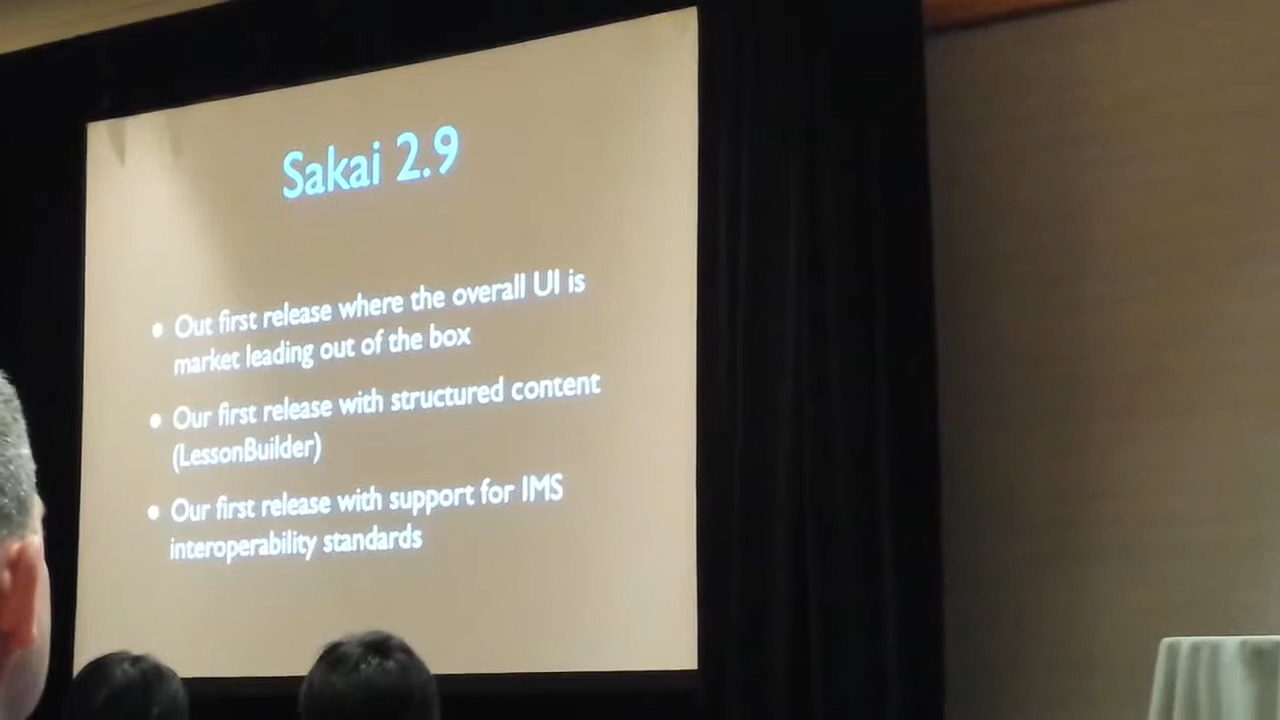 Sakai 2.9
• Out first release where the overall UI is
market leading out of the box
• Our first release with structured content
(LessonBuilder)
• Our first release with support for IMS
interoperability standards